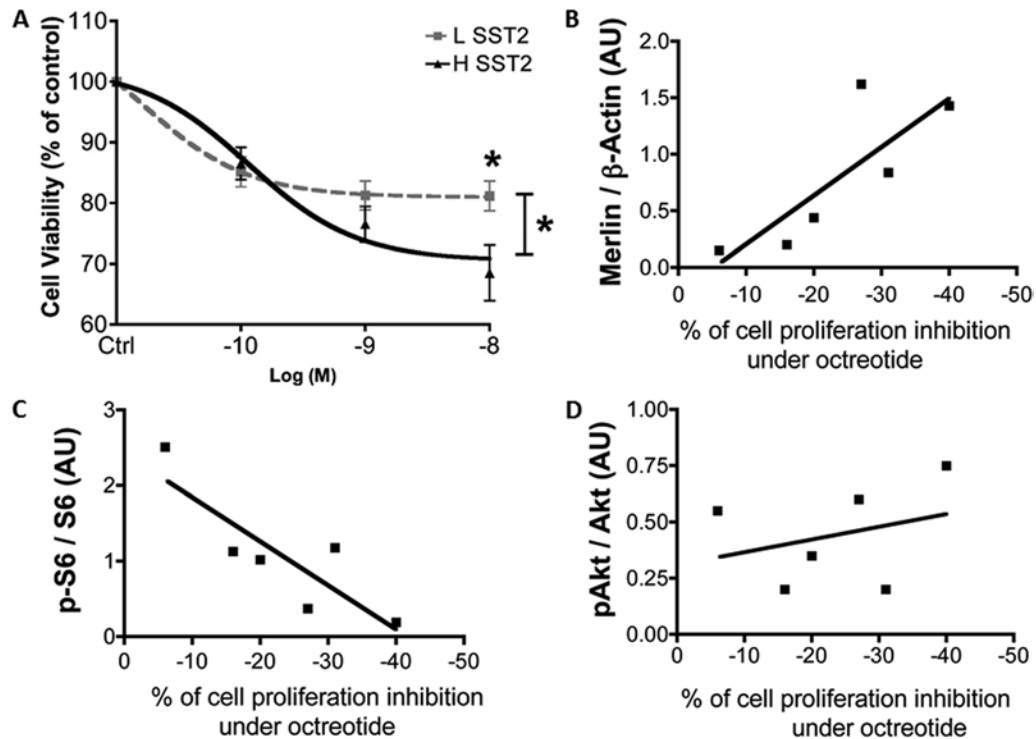 A
110
100
90
80
70
60
Cell Viability (% of control)
L SST2
H SST2
*
*
Ctrl
-10
-9
-8
Log (M)
B
2.0
1.5
1.0
0.5
0.0
Merlin / β-Actin (AU)
0
-10
-20
-30
-40
-50
% of cell proliferation inhibition
under octreotide
C
3
2
1
0
p-S6 / S6 (AU)
0
-10
-20
-30
-40
-50
% of cell proliferation inhibition
under octreotide
D
1.00
0.75
0.50
0.25
0.00
pAkt / Akt (AU)
0
-10
-20
-30
-40
-50
% of cell proliferation inhibition
under octreotide